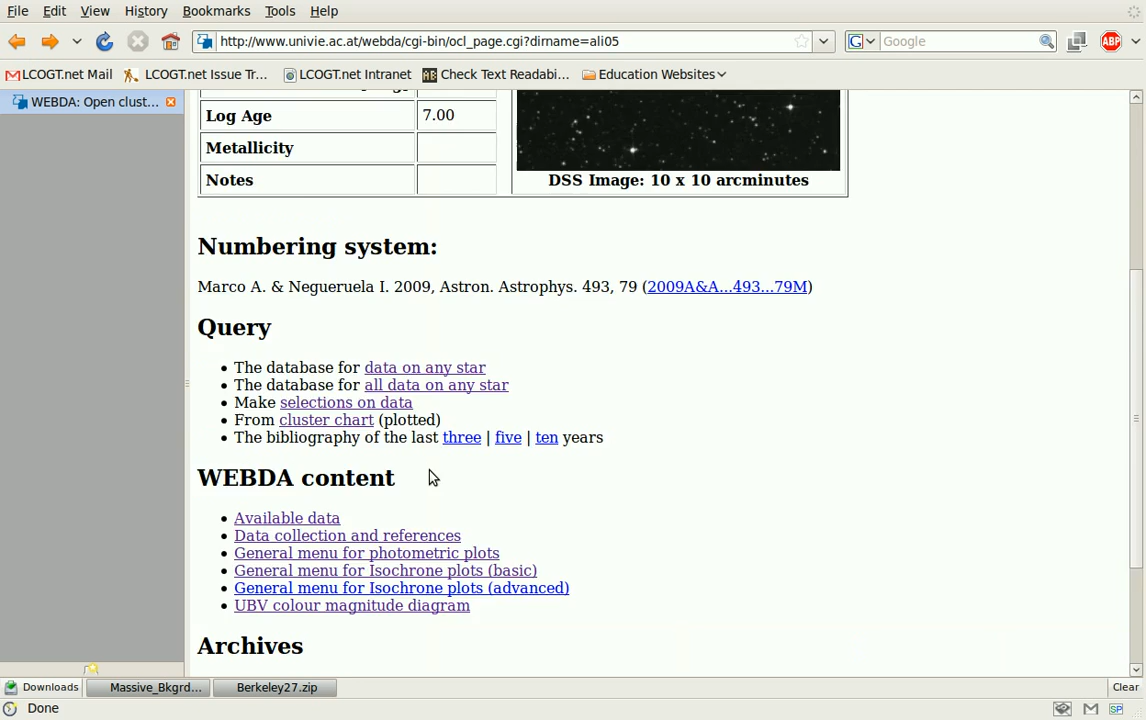 File Edit View History Bookmarks Tools Help
http://www.univie.ac.at/webda/cgi-bin/ocl_page.cgi?dirname=ali05 G Google ABP
LCOGT.net Mail LCOGT.net Issue Tr... LCOGT.net Intranet AB Check Text Readabi... Education Websites
WEBDA: Open clust...
Log Age 7.00
Metallicity
Notes DSS Image: 10 x 10 arcminutes
Numbering system:
Marco A. & Negueruela I. 2009, Astron. Astrophys. 493, 79 (2009A&A...493...79M)
Query
The database for data on any star
The database for all data on any star
Make selections on data
From cluster chart (plotted)
The bibliography of the last three | five | ten years
WEBDA content
Available data
Data collection and references
General menu for photometric plots
General menu for Isochrone plots (basic)
General menu for Isochrone plots (advanced)
UBV colour magnitude diagram
Archives
Downloads Massive_Bkgrd... Berkeley27.zip Clear
Done SP